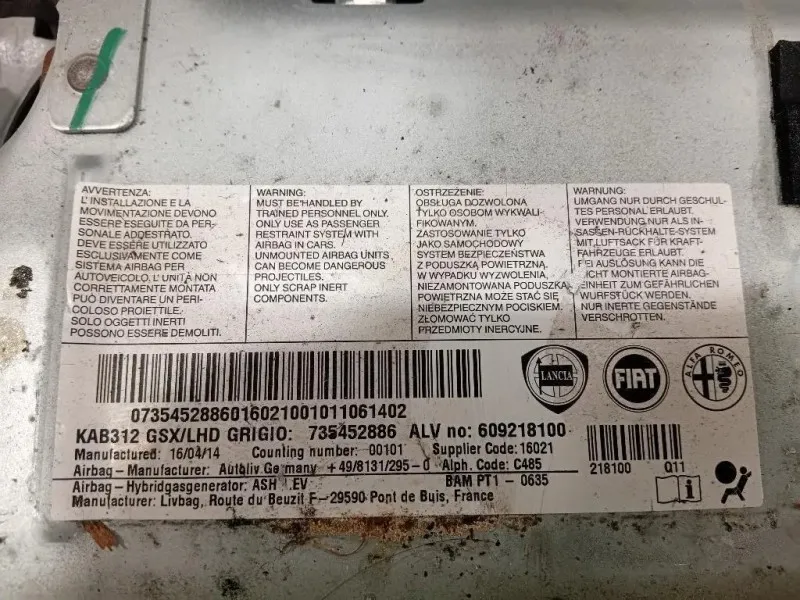 AVVERTENZA:
L' INSTALLAZIONE E LA
MOVIMENTAZIONE DEVONO
ESSERE ESEGUITE DA PER-
SONALE ADDESTRATO.
DEVE ESSERE UTILIZZATO
ESCLUSIVAMENTE COME
SISTEMA AIRBAG PER
AUTOVEICOLO. L' UNITÀ NON
CORRETTAMENTE MONTATA
PUÒ DIVENTARE UN PERI-
COLOSO PROIETTILE.
SOLO OGGETTI INERTI
POSSONO ESSERE DEMOLITI.
WARNING:
MUST BE HANDLED BY
TRAINED PERSONNEL ONLY.
ONLY USE AS PASSENGER
RESTRAINT SYSTEM WITH
AIRBAG IN CARS.
UNMOUNTED AIRBAG UNITS
CAN BECOME DANGEROUS
PROJECTILES.
ONLY SCRAP INERT
COMPONENTS.
OSTRZEŻENIE:
OBSŁUGA DOZWOLONA
TYLKO OSOBOM WYKWALI-
FIKOWANYM.
ZASTOSOWANIE TYLKO
JAKO SAMOCHODOWY
SYSTEM BEZPIECZEŃSTWA
Z PODUSZKĄ POWIETRZNĄ.
W WYPADKU WYZWOLENIA,
NIEZAMONTOWANA PODUSZKA
POWIETRZNA MOŻE STAĆ SIĘ
NIEBEZPIECZNYM POCISKIEM.
ZŁOMOWAĆ TYLKO
PRZEDMIOTY INERCYJNE.
WARNUNG:
UMGANG NUR DURCH GESCHUL-
TES PERSONAL ERLAUBT.
VERWENDUNG NUR ALS IN-
SASSEN-RÜCKHALTE-SYSTEM
MIT LUFTSACK FÜR KRAFT-
FAHRZEUGE ERLAUBT.
BEI AUSLÖSUNG KANN DIE
NICHT MONTIERTE AIRBAG-
EINHEIT ZUM GEFÄHRLICHEN
WURFSTÜCK WERDEN.
NUR INERTE GEGENSTÄNDE
VERSCHROTTEN.
LANCIA
FIAT
ALFA ROMEO
0735452886016021001011061402
KAB312 GSX/LHD GRIGIO: 735452886 ALV no: 609218100
Manufactured: 16/04/14 Counting number: 00101 Supplier Code: 16021
Airbag - Manufacturer: Autoliv Germany +49/8131/295-0 Alph. Code: C485
Airbag - Hybridgasgenerator: ASH EV BAM PT1 - 0635
Manufacturer: Livbag, Route du Beuzit F-29590 Pont de Buis, France
218100 Q11